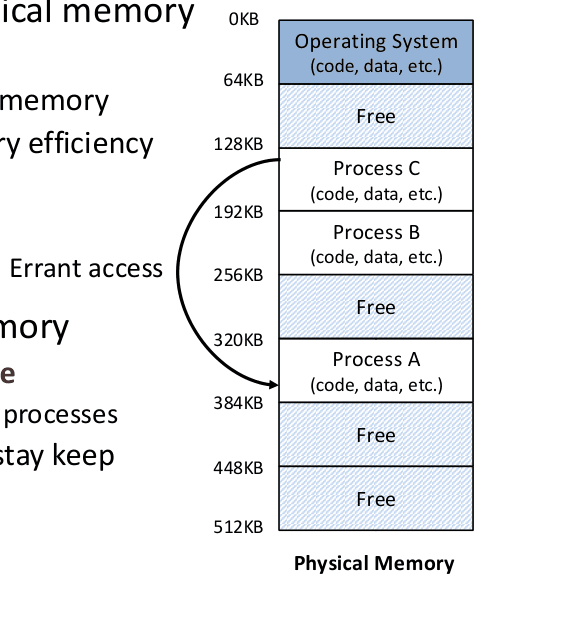 ical memory
memory
ry efficiency
Errant access
mory
e
processes
stay keep
0KB
64KB
128KB
192KB
256KB
320KB
384KB
448KB
512KB
Operating System
(code, data, etc.)
Free
Process C
(code, data, etc.)
Process B
(code, data, etc.)
Free
Process A
(code, data, etc.)
Free
Free
Physical Memory